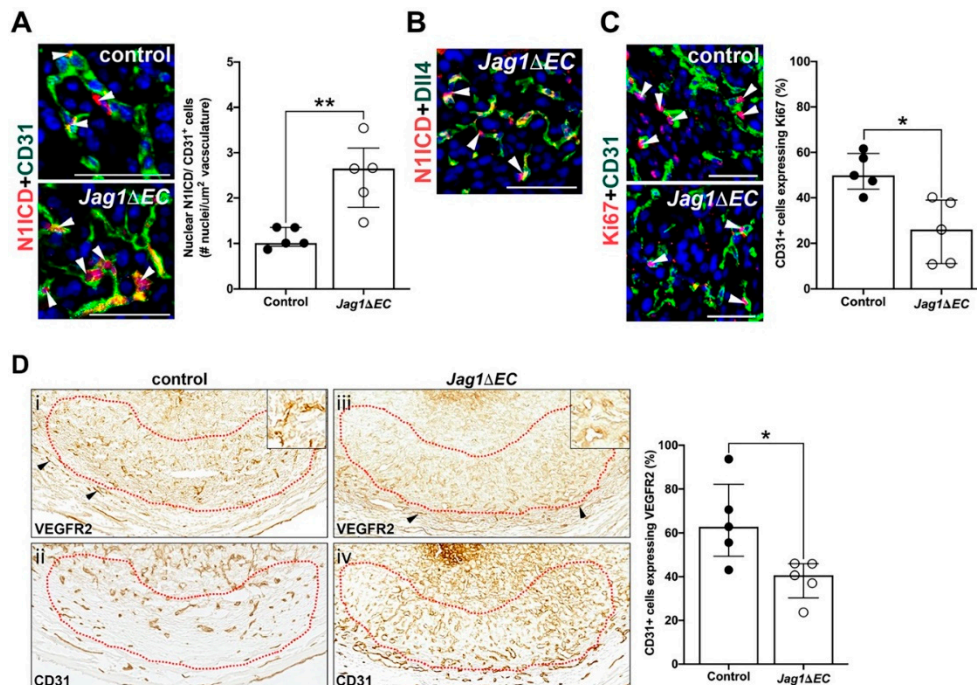 A
control
N1ICD+CD31
Jag1ΔEC
Nuclear N1ICD/ CD31⁺ cells
(# nuclei/um² vacsculature)
5
4
3
2
1
0
**
Control
Jag1ΔEC
B
Jag1ΔEC
N1ICD+Dll4
C
control
Ki67+CD31
Jag1ΔEC
CD31+ cells expressing Ki67 (%)
100
80
60
40
20
0
*
Control
Jag1ΔEC
D
control
Jag1ΔEC
i
VEGFR2
iii
VEGFR2
ii
CD31
iv
CD31
CD31+ cells expressing VEGFR2 (%)
100
80
60
40
20
0
*
Control
Jag1ΔEC